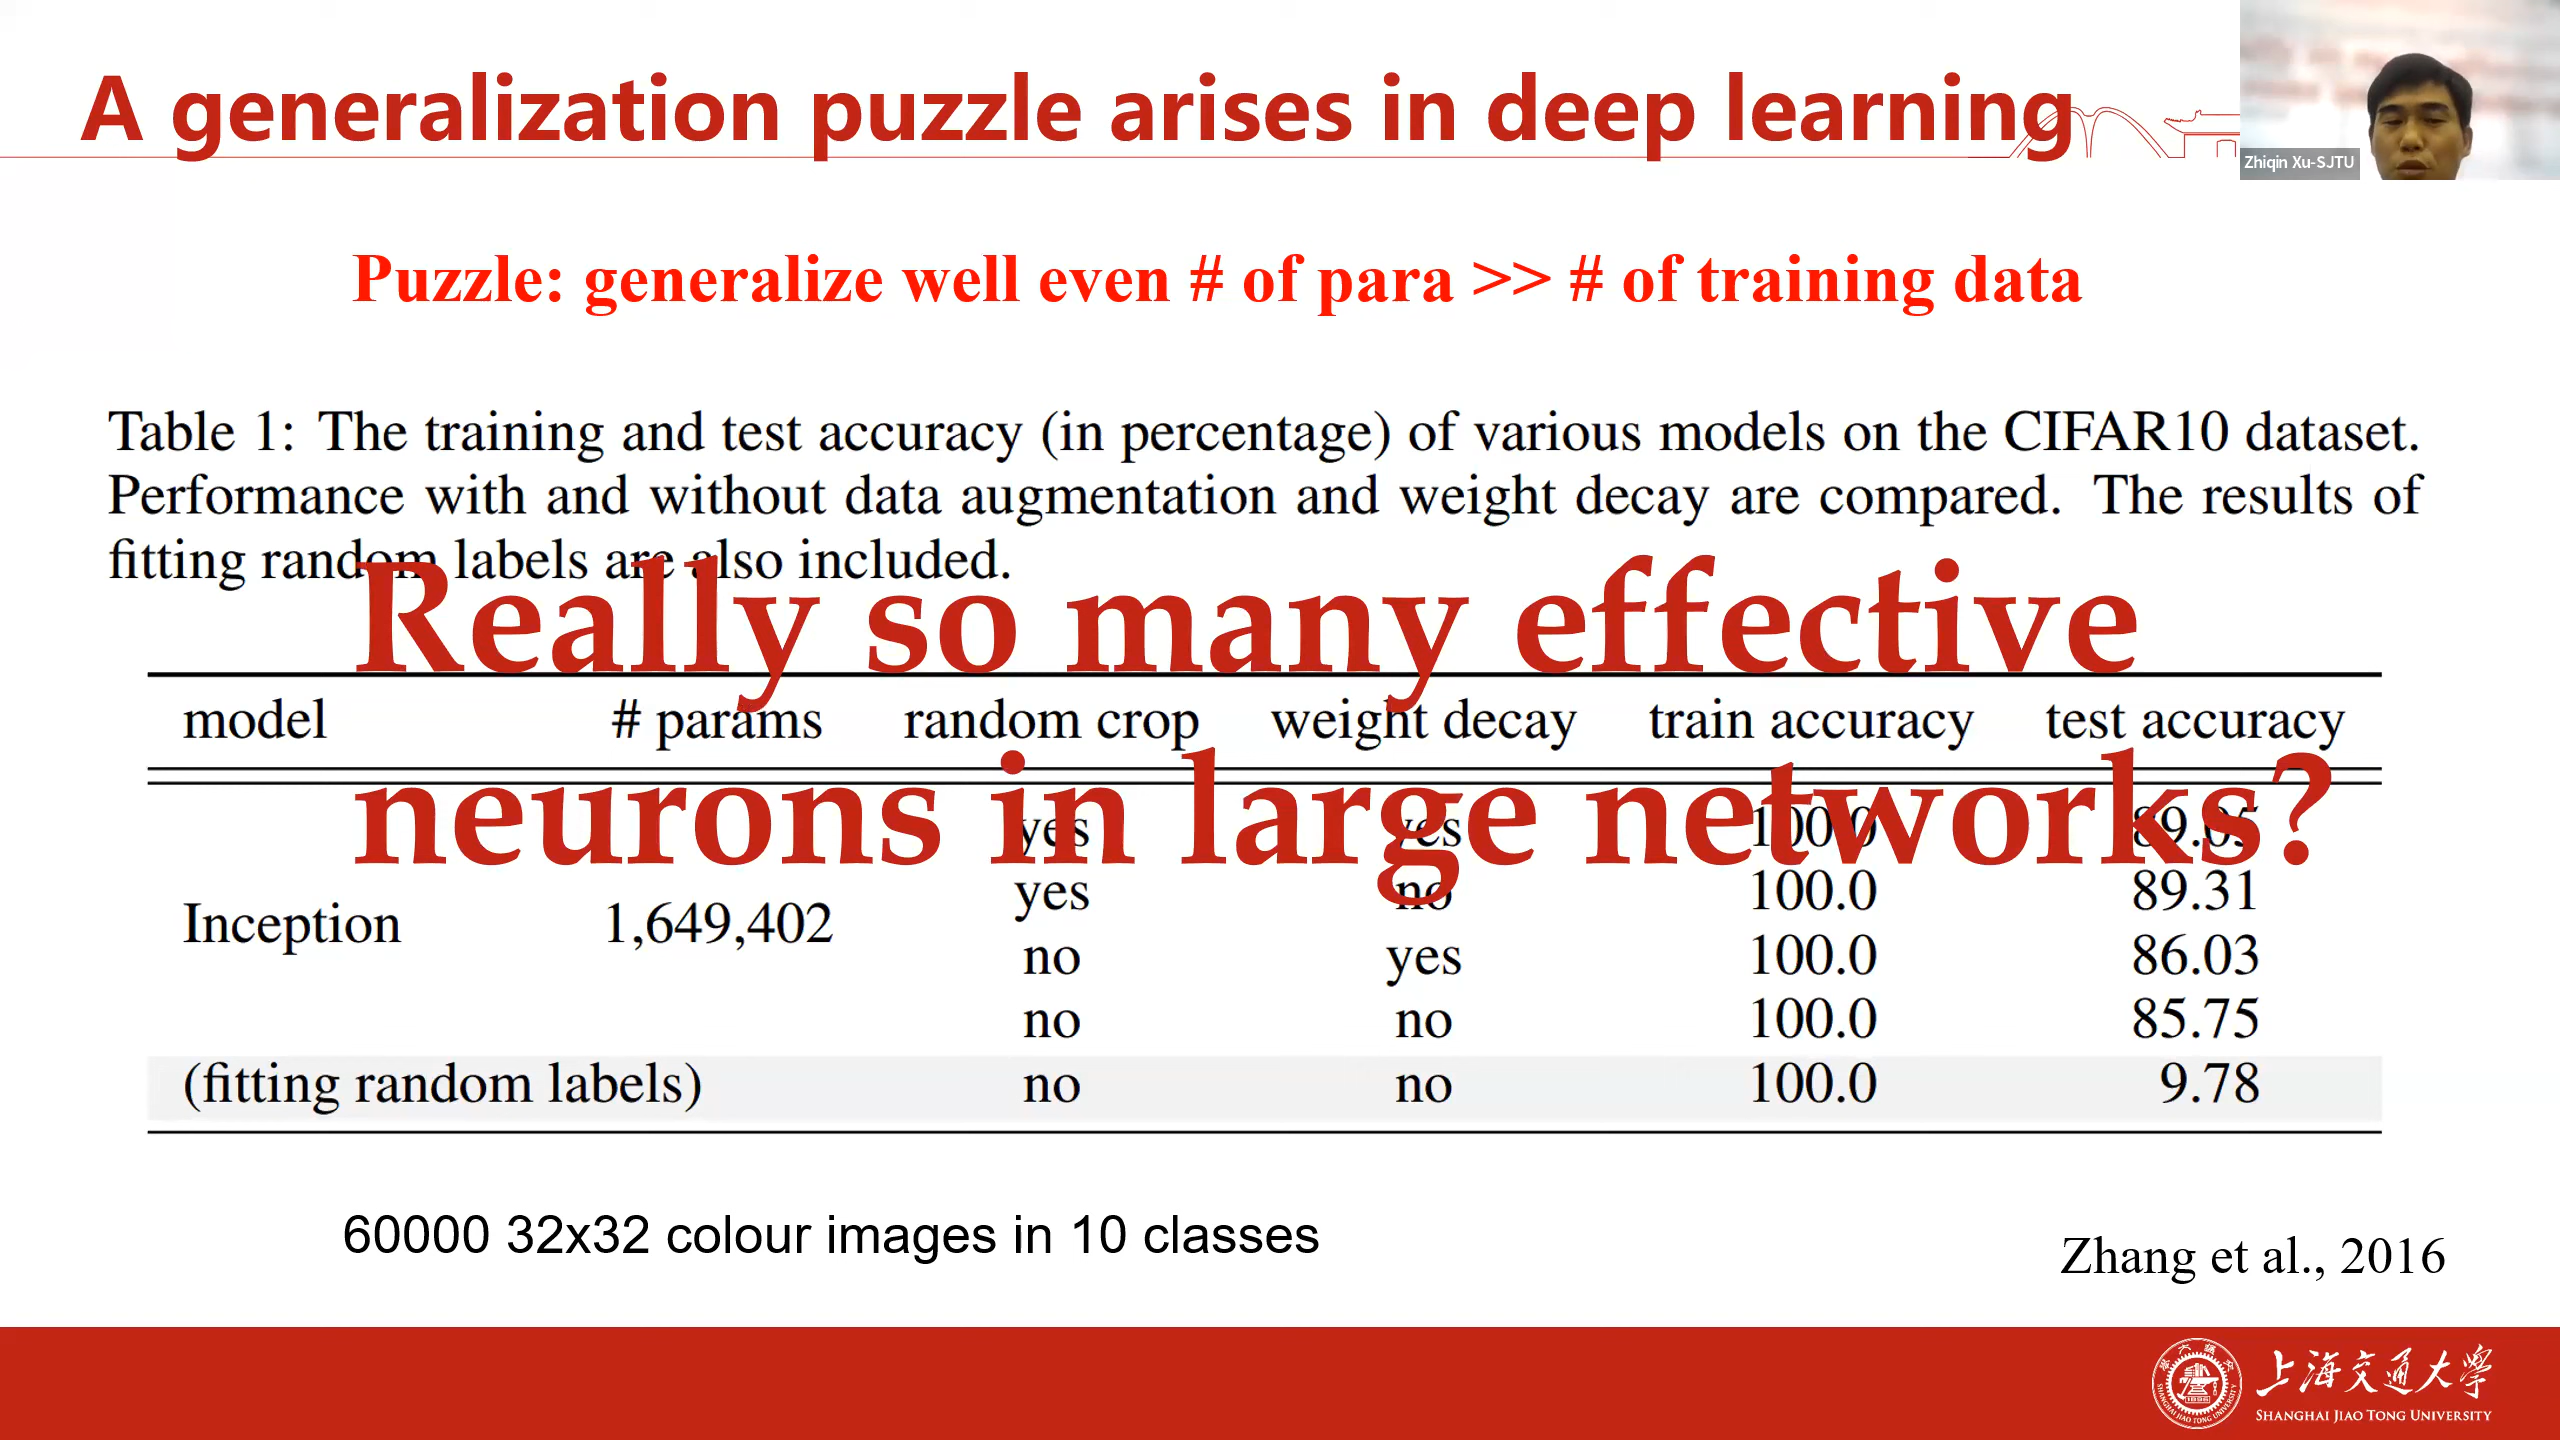 A generalization puzzle arises in deep learning
Zhiqin Xu-SJTU
Puzzle: generalize well even # of para >> # of training data
Table 1: The training and test accuracy (in percentage) of various models on the CIFAR10 dataset.
Performance with and without data augmentation and weight decay are compared. The results of
fitting random labels are also included.
Really so many effective
neurons in large networks?
model # params random crop weight decay train accuracy test accuracy
yes yes 100.0 89.05
yes no 100.0 89.31
Inception 1,649,402
no yes 100.0 86.03
no no 100.0 85.75
(fitting random labels) no no 100.0 9.78
60000 32x32 colour images in 10 classes
Zhang et al., 2016
上海交通大學
SHANGHAI JIAO TONG UNIVERSITY